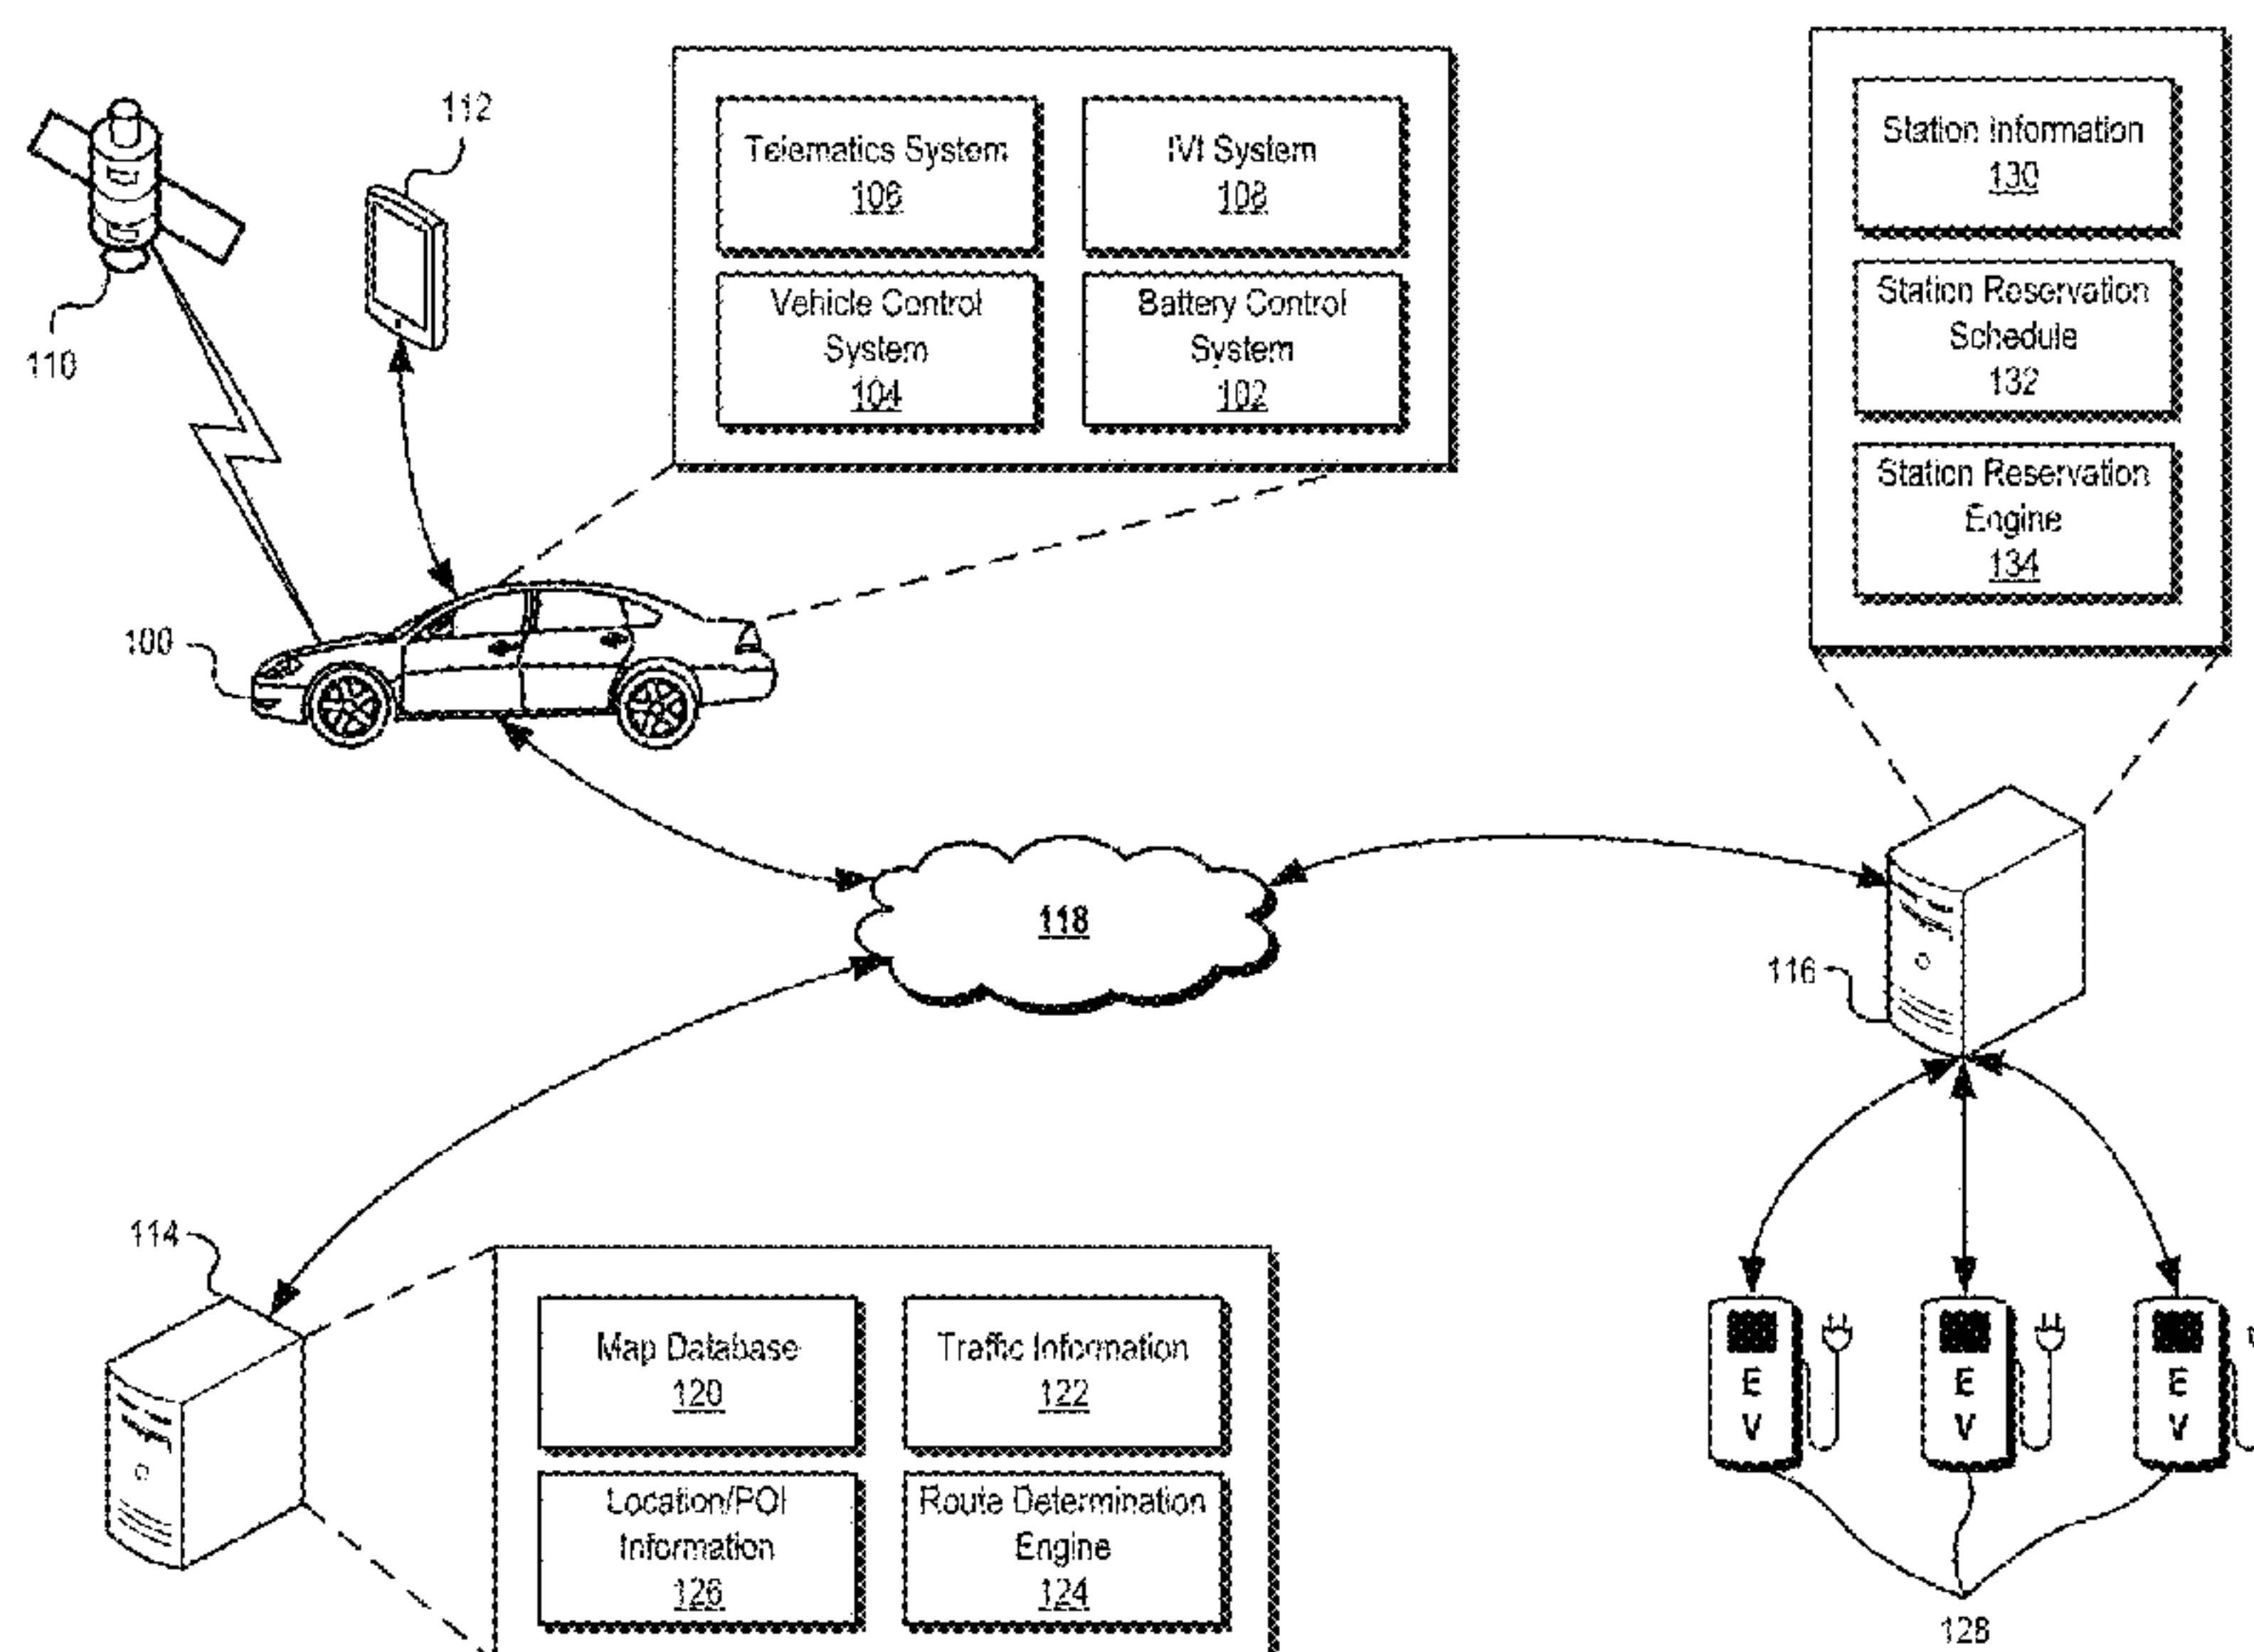 112
110
100
Telematics System
106
IVI System
108
Vehicle Control
System
104
Battery Control
System
102
Station Information
130
Station Reservation
Schedule
132
Station Reservation
Engine
134
118
116
114
Map Database
120
Traffic Information
122
Location/POI
Information
126
Route Determination
Engine
124
E
V
E
V
E
V
128